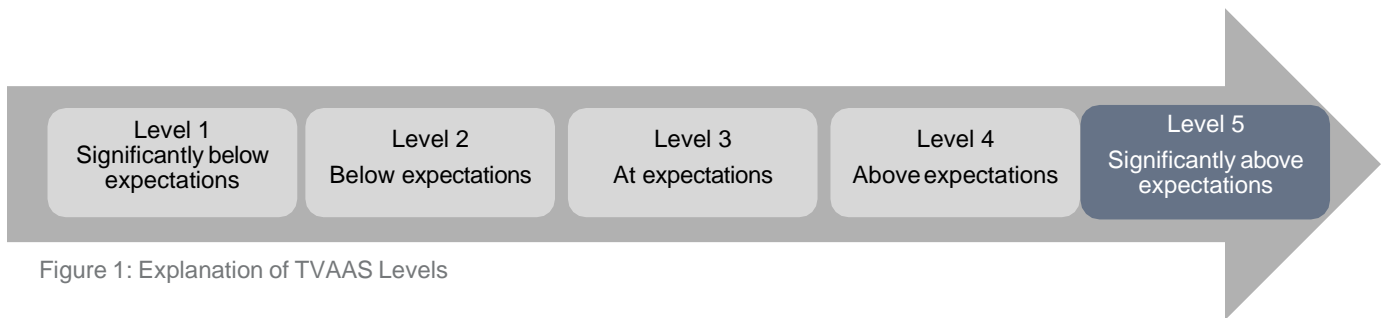 Level 1
Significantly below
expectations
Level 2
Below expectations
Level 3
At expectations
Level 4
Above expectations
Level 5
Significantly above
expectations
Figure 1: Explanation of TVAAS Levels